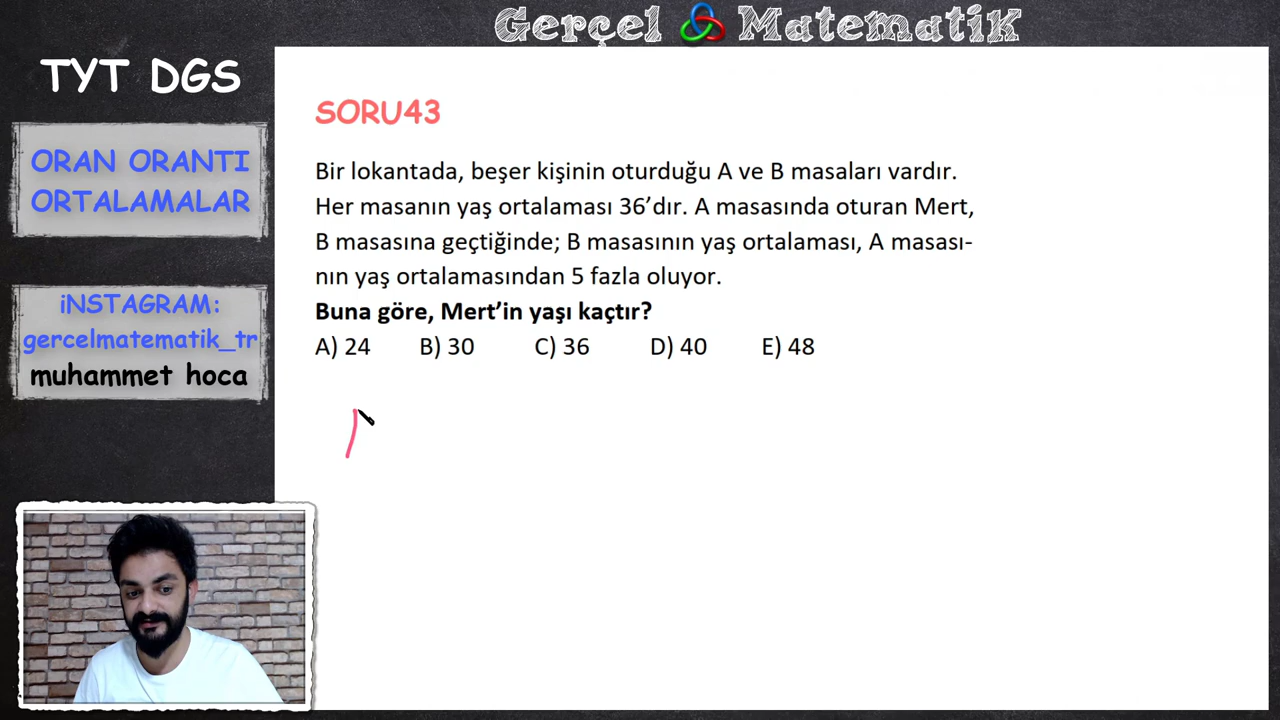 Gerçel Matematik
TYT DGS
ORAN ORANTI
ORTALAMALAR
iNSTAGRAM:
gercelmatematik_tr
muhammet hoca
SORU43
Bir lokantada, beşer kişinin oturduğu A ve B masaları vardır.
Her masanın yaş ortalaması 36’dır. A masasında oturan Mert,
B masasına geçtiğinde; B masasının yaş ortalaması, A masası-
nın yaş ortalamasından 5 fazla oluyor.
Buna göre, Mert’in yaşı kaçtır?
A) 24 B) 30 C) 36 D) 40 E) 48